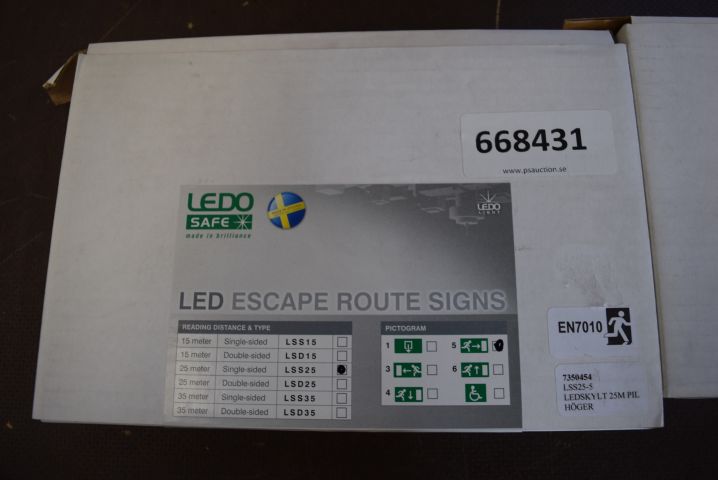 668431
www.psauction.se
LEDO
SAFE
made in brilliance
LEDO
LIGHT
LED ESCAPE ROUTE SIGNS
READING DISTANCE & TYPE
15 meter Single-sided LSS15
15 meter Double-sided LSD15
25 meter Single-sided LSS25
25 meter Double-sided LSD25
35 meter Single-sided LSS35
35 meter Double-sided LSD35
PICTOGRAM
1 5
3 6
4
EN7010
7350454
LSS25-5
LEDSKYLT 25M PIL
HÖGER